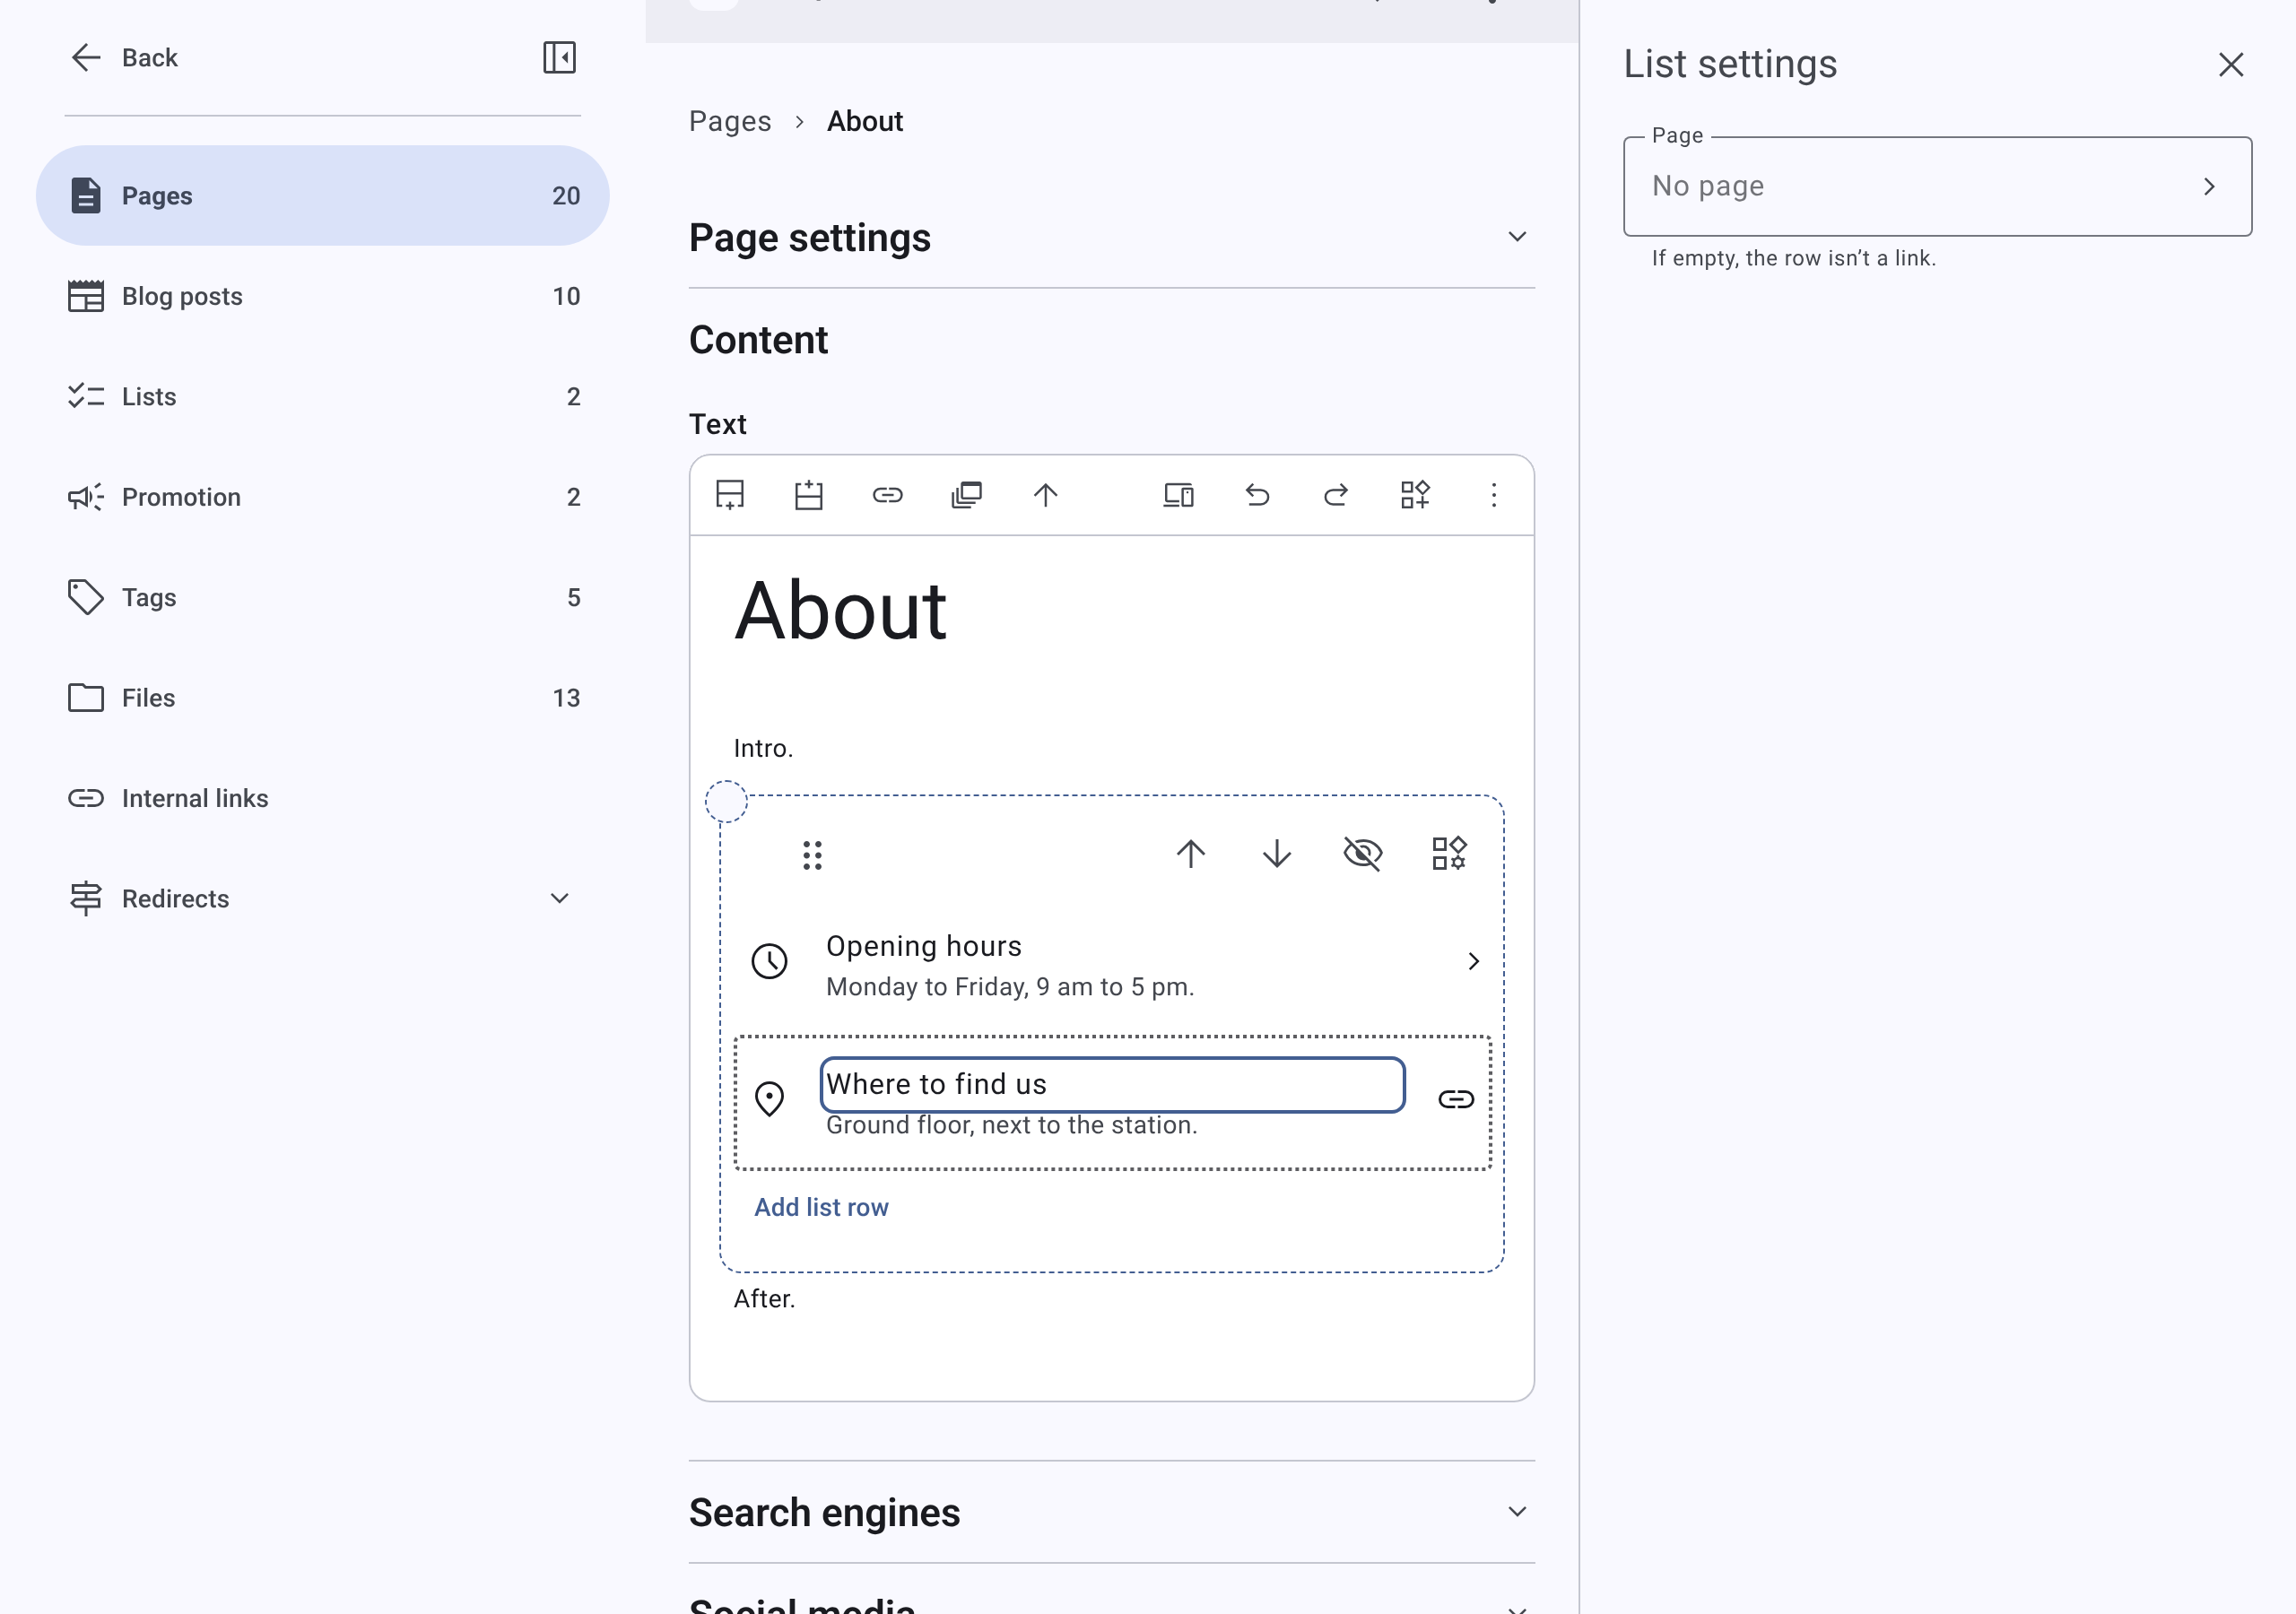 Back
Pages 20
Blog posts 10
Lists 2
Promotion 2
Tags 5
Files 13
Internal links
Redirects
Pages > About
Page settings
Content
Text
About
Intro.
Opening hours
Monday to Friday, 9 am to 5 pm.
Where to find us
Ground floor, next to the station.
Add list row
After.
Search engines
Social media
List settings
Page
No page
If empty, the row isn’t a link.